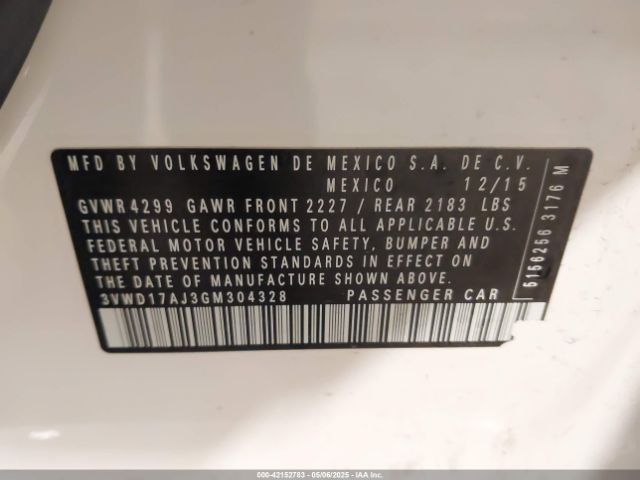 MFD BY VOLKSWAGEN DE MEXICO S.A. DE C.V.
MEXICO 12/15
GVWR 4299 GAWR FRONT 2227 / REAR 2183 LBS
THIS VEHICLE CONFORMS TO ALL APPLICABLE U.S.
FEDERAL MOTOR VEHICLE SAFETY, BUMPER AND
THEFT PREVENTION STANDARDS IN EFFECT ON
THE DATE OF MANUFACTURE SHOWN ABOVE.
3VWD17AJ3GM304328 PASSENGER CAR
5156256 3176 M
000-42152783 - 05/06/2025 - IAA, Inc. - Copyright